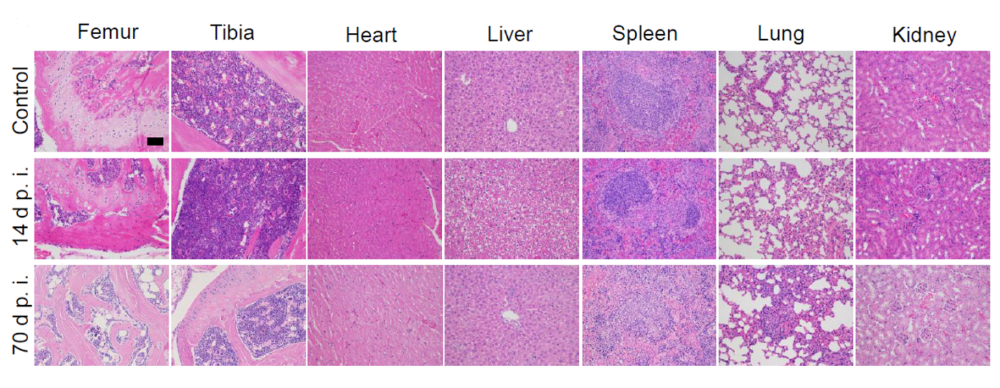 Femur Tibia Heart Liver Spleen Lung Kidney
Control
14 d p. i.
70 d p. i.